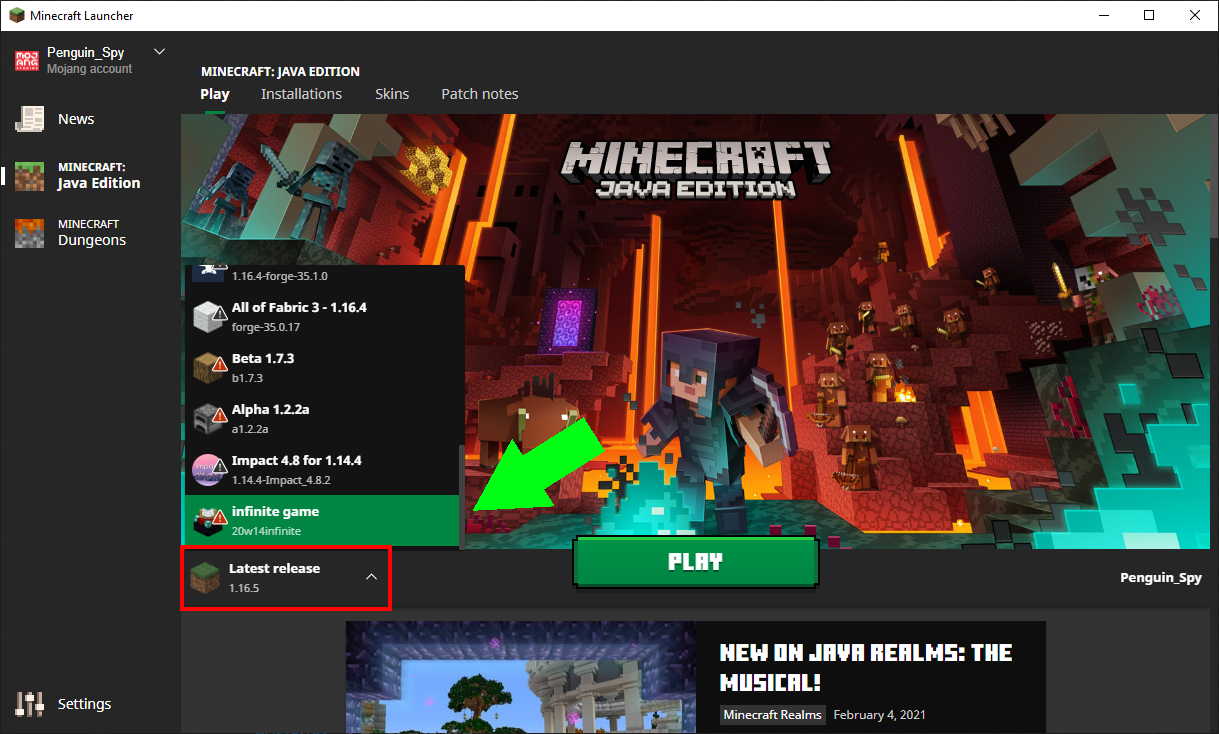 Minecraft Launcher
MOJANG
STUDIOS
Penguin_Spy
Mojang account
News
MINECRAFT:
Java Edition
MINECRAFT
Dungeons
Settings
MINECRAFT: JAVA EDITION
Play Installations Skins Patch notes
MINECRAFT
JAVA EDITION
1.16.4-forge-35.1.0
All of Fabric 3 - 1.16.4
forge-35.0.17
Beta 1.7.3
b1.7.3
Alpha 1.2.2a
a1.2.2a
Impact 4.8 for 1.14.4
1.14.4-Impact_4.8.2
infinite game
20w14infinite
Latest release
1.16.5
PLAY
Penguin_Spy
NEW ON JAVA REALMS: THE
MUSICAL!
Minecraft Realms February 4, 2021